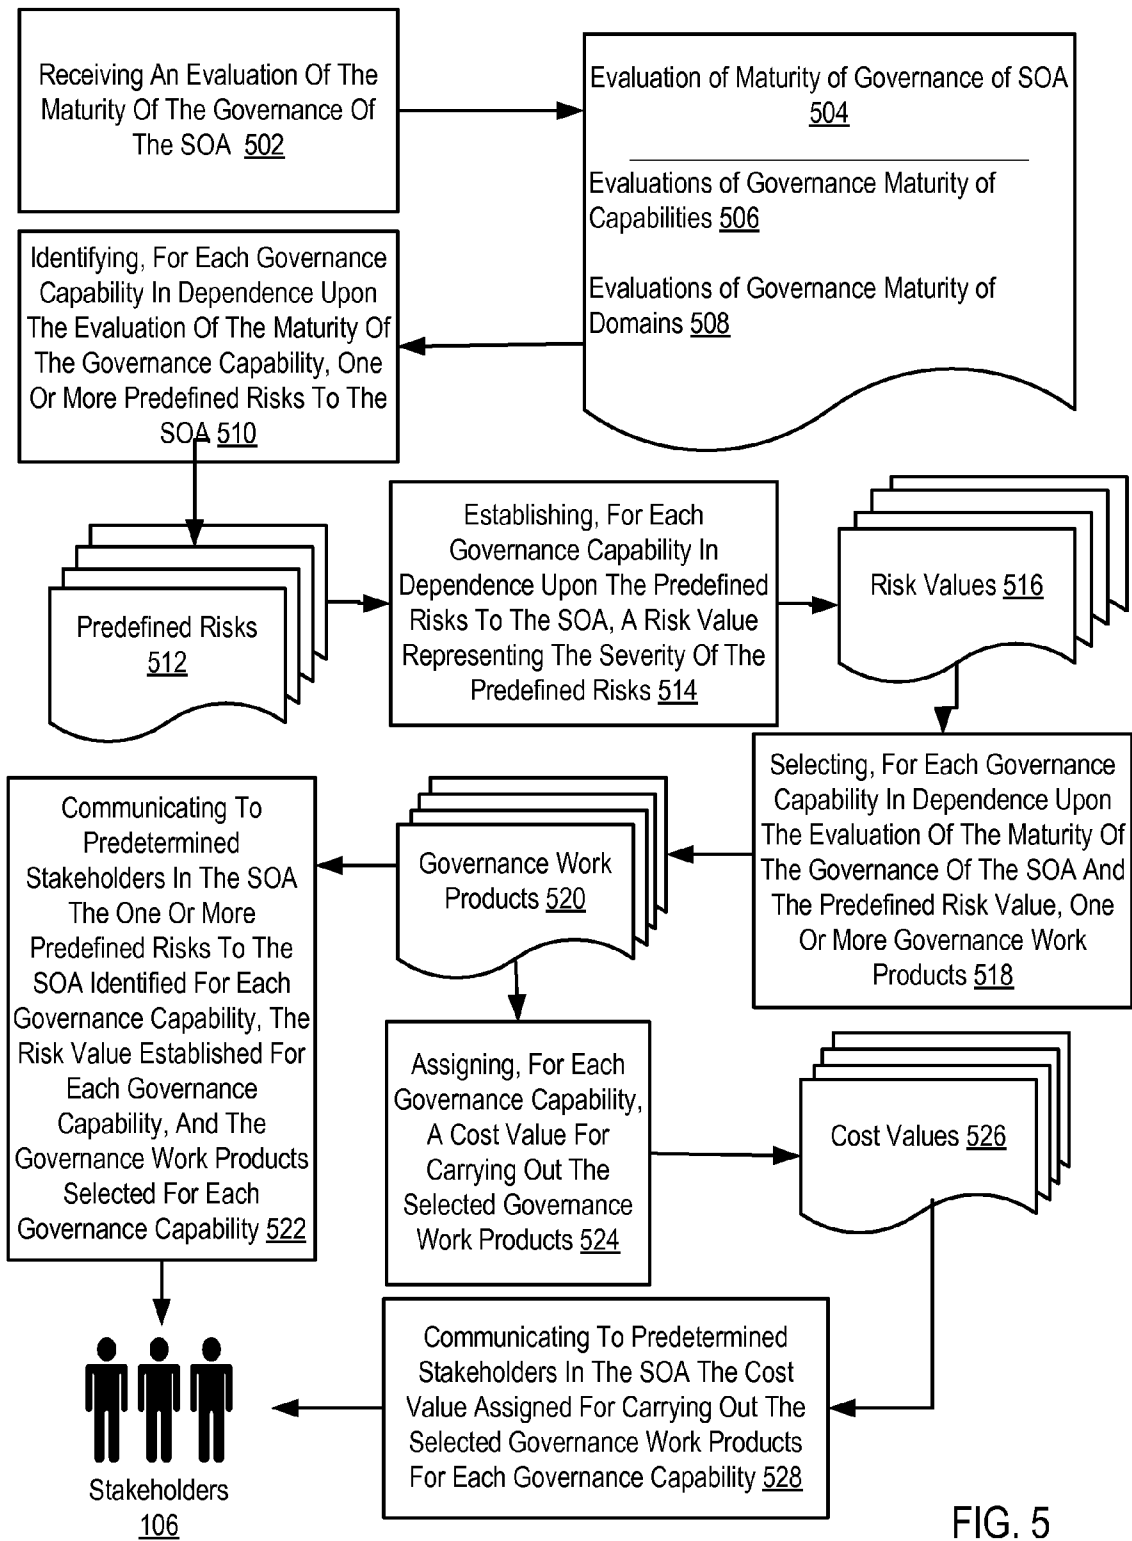 Receiving An Evaluation Of The
Maturity Of The Governance Of
The SOA 502
Evaluation of Maturity of Governance of SOA
504
Evaluations of Governance Maturity of
Capabilities 506
Evaluations of Governance Maturity of
Domains 508
Identifying, For Each Governance
Capability In Dependence Upon
The Evaluation Of The Maturity Of
The Governance Capability, One
Or More Predefined Risks To The
SOA 510
Predefined Risks
512
Establishing, For Each
Governance Capability In
Dependence Upon The Predefined
Risks To The SOA, A Risk Value
Representing The Severity Of The
Predefined Risks 514
Risk Values 516
Selecting, For Each Governance
Capability In Dependence Upon
The Evaluation Of The Maturity Of
The Governance Of The SOA And
The Predefined Risk Value, One
Or More Governance Work
Products 518
Governance Work
Products 520
Communicating To
Predetermined
Stakeholders In The SOA
The One Or More
Predefined Risks To The
SOA Identified For Each
Governance Capability, The
Risk Value Established For
Each Governance
Capability, And The
Governance Work Products
Selected For Each
Governance Capability 522
Assigning, For Each
Governance Capability,
A Cost Value For
Carrying Out The
Selected Governance
Work Products 524
Cost Values 526
Communicating To Predetermined
Stakeholders In The SOA The Cost
Value Assigned For Carrying Out The
Selected Governance Work Products
For Each Governance Capability 528
Stakeholders
106
FIG. 5